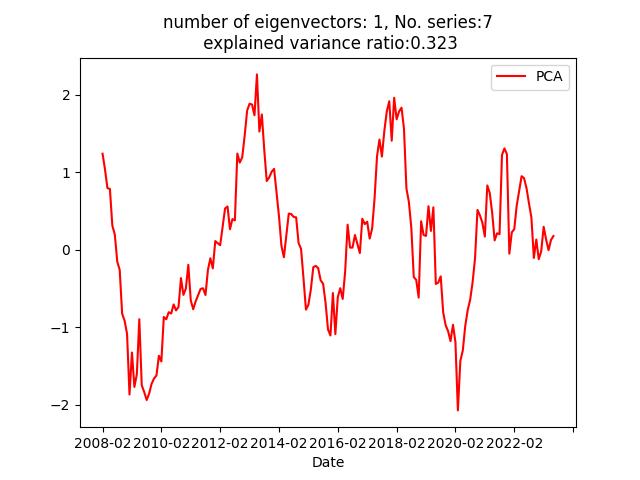 number of eigenvectors: 1, No. series:7
explained variance ratio:0.323
PCA
2
1
0
−1
−2
2008-02 2010-02 2012-02 2014-02 2016-02 2018-02 2020-02 2022-02
Date